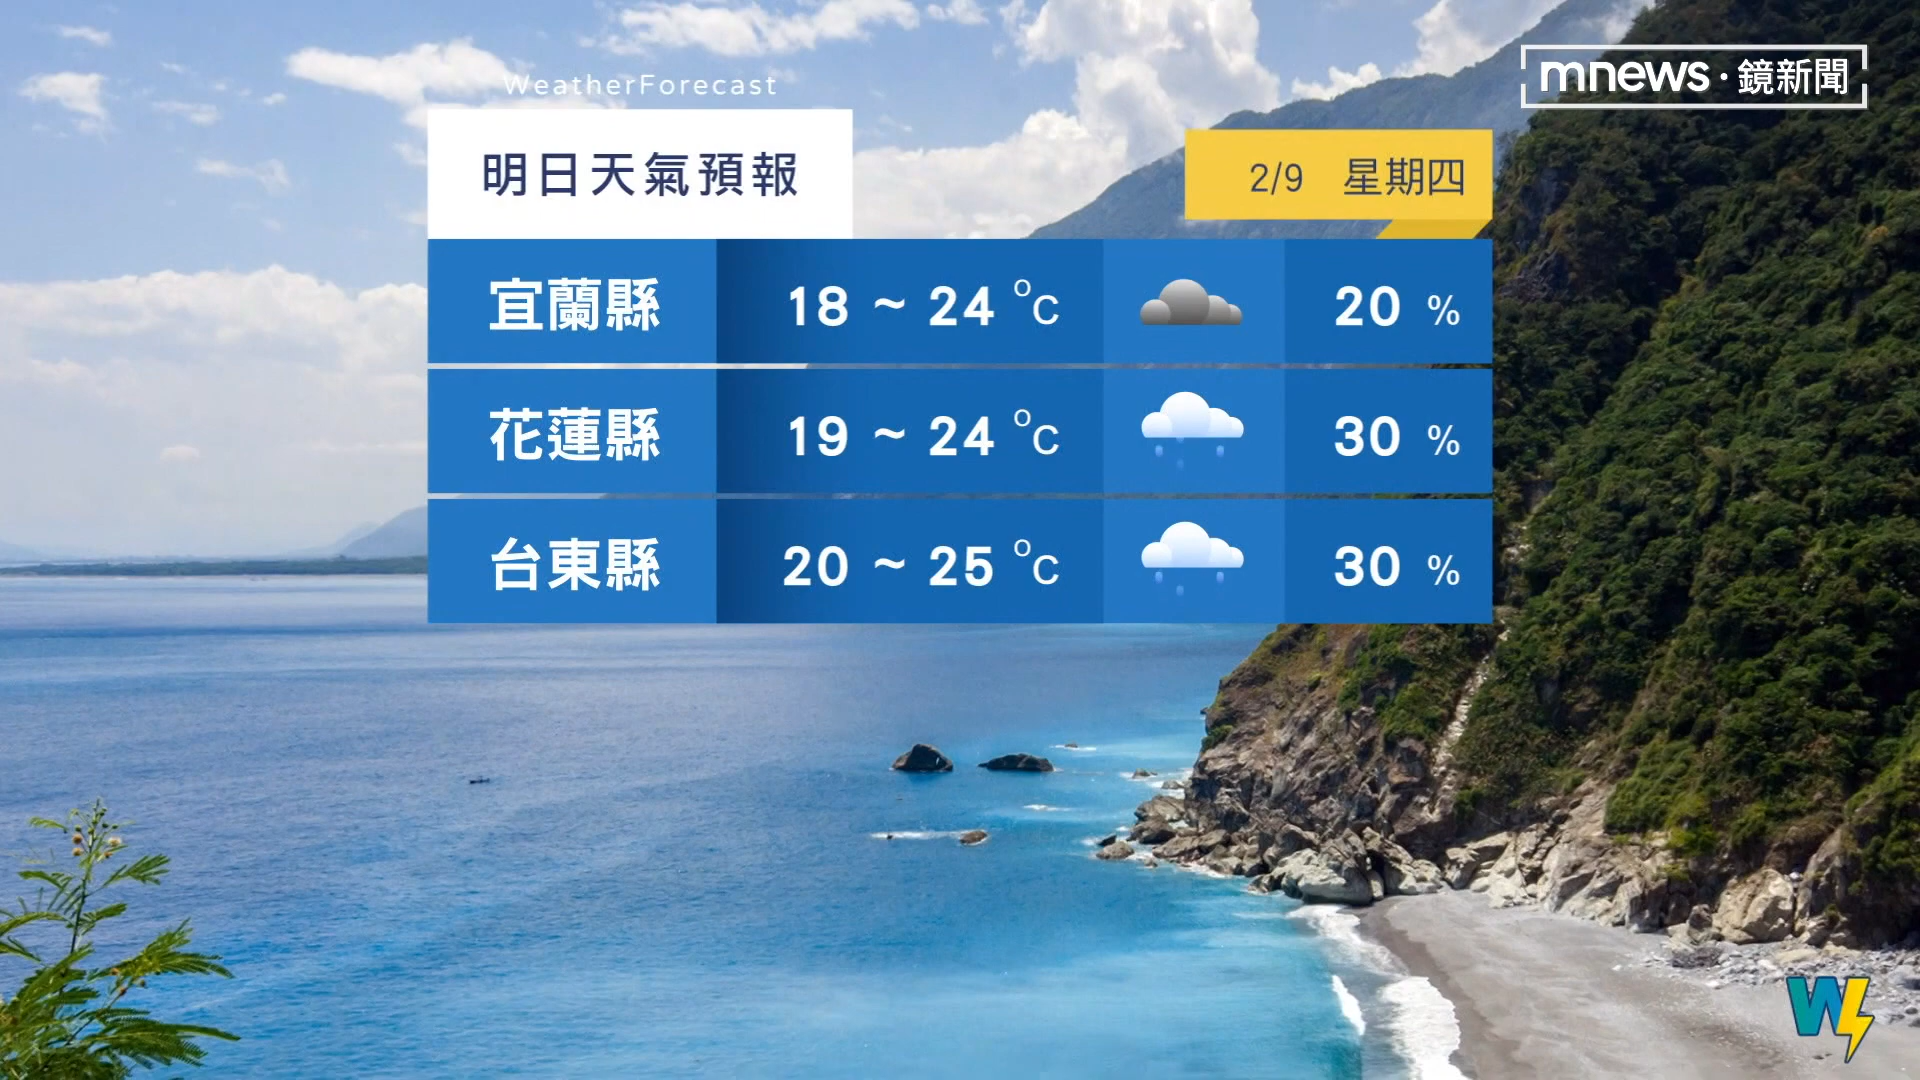 WeatherForecast
mnews·鏡新聞
明日天氣預報
2/9 星期四
宜蘭縣 18 ~ 24 °C 20 %
花蓮縣 19 ~ 24 °C 30 %
台東縣 20 ~ 25 °C 30 %
W